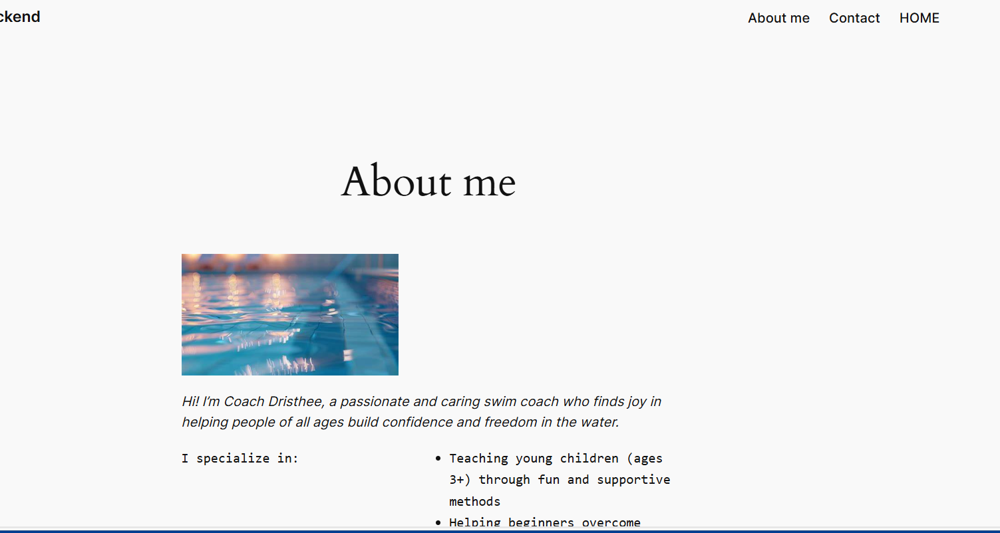 ckend
About me Contact HOME
About me
Hi! I’m Coach Dristhee, a passionate and caring swim coach who finds joy in
helping people of all ages build confidence and freedom in the water.
I specialize in:
• Teaching young children (ages
3+) through fun and supportive
methods
• Helping beginners overcome